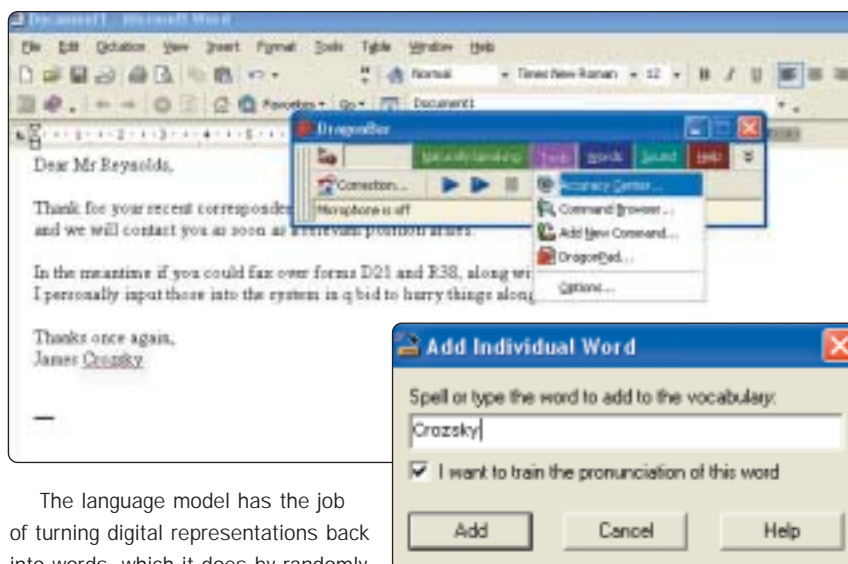 Document1 - Microsoft Word
File Edit Dictation View Insert Format Tools Table Window Help
Normal Times New Roman 12 B I U
Favorites Go Document1
DragonBar
NaturallySpeaking Tools Words Sound Help
Correction...
Microphone is off
Accuracy Center...
Command Browser...
Add New Command...
DragonPad...
Options...
Dear Mr Reynolds,
Thank for your recent corresponden
and we will contact you as soon as a relevant position arises.
In the meantime if you could fax over forms D21 and R38, along wi
I personally input those into the system in q bid to hurry things along
Thanks once again,
James Crozsky
Add Individual Word
Spell or type the word to add to the vocabulary:
Crozsky
I want to train the pronunciation of this word
Add Cancel Help
The language model has the job
of turning digital representations back
into words, which it does by randomly